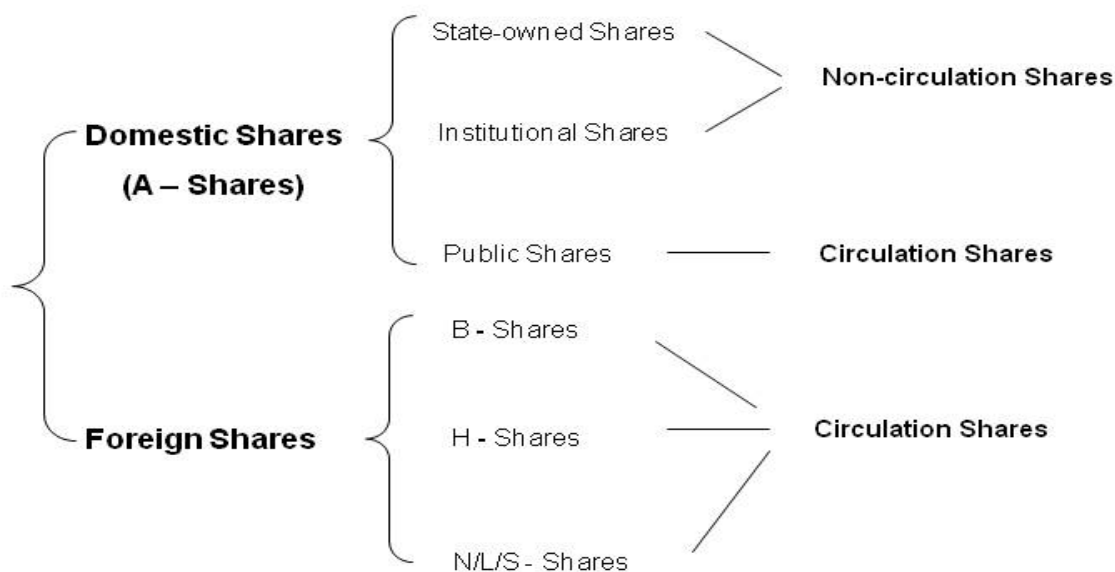 State-owned Shares
Non-circulation Shares
Domestic Shares
(A – Shares)
Institutional Shares
Public Shares
Circulation Shares
B - Shares
Foreign Shares
H - Shares
Circulation Shares
N/L/S - Shares